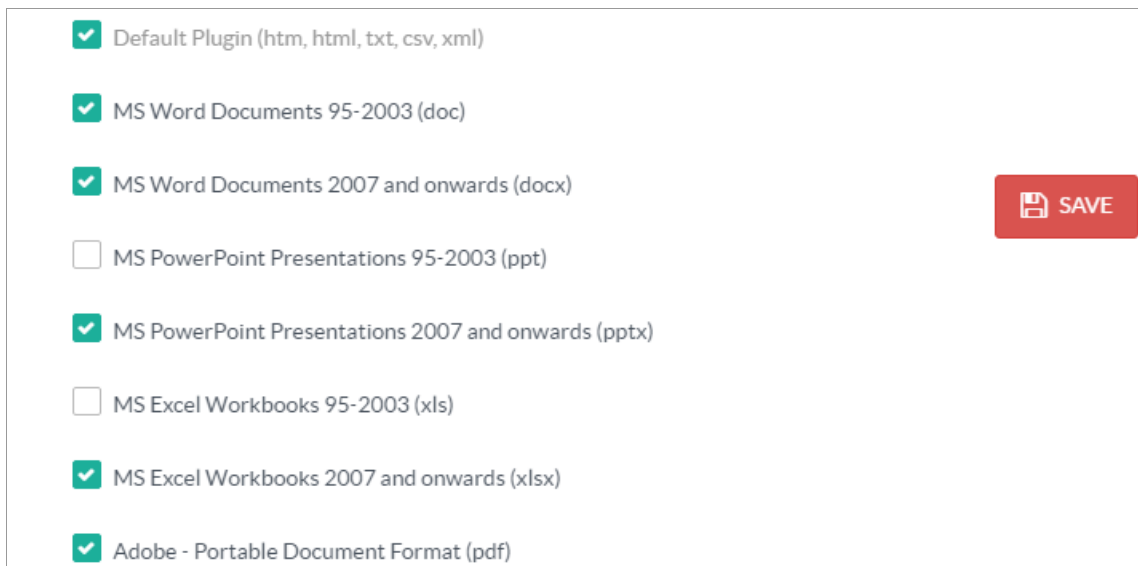 Default Plugin (htm, html, txt, csv, xml)
MS Word Documents 95-2003 (doc)
MS Word Documents 2007 and onwards (docx)
SAVE
MS PowerPoint Presentations 95-2003 (ppt)
MS PowerPoint Presentations 2007 and onwards (pptx)
MS Excel Workbooks 95-2003 (xls)
MS Excel Workbooks 2007 and onwards (xlsx)
Adobe - Portable Document Format (pdf)